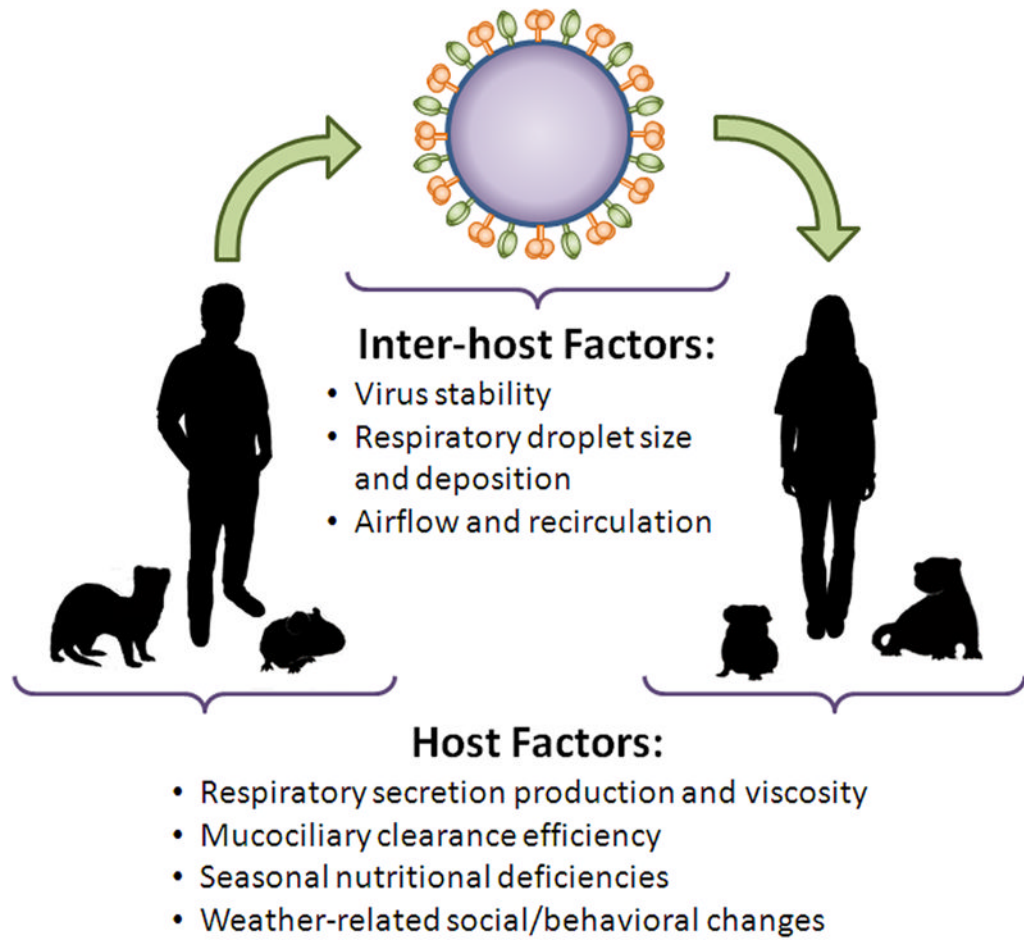 Inter-host Factors:
• Virus stability
• Respiratory droplet size
and deposition
• Airflow and recirculation
Host Factors:
• Respiratory secretion production and viscosity
• Mucociliary clearance efficiency
• Seasonal nutritional deficiencies
• Weather-related social/behavioral changes